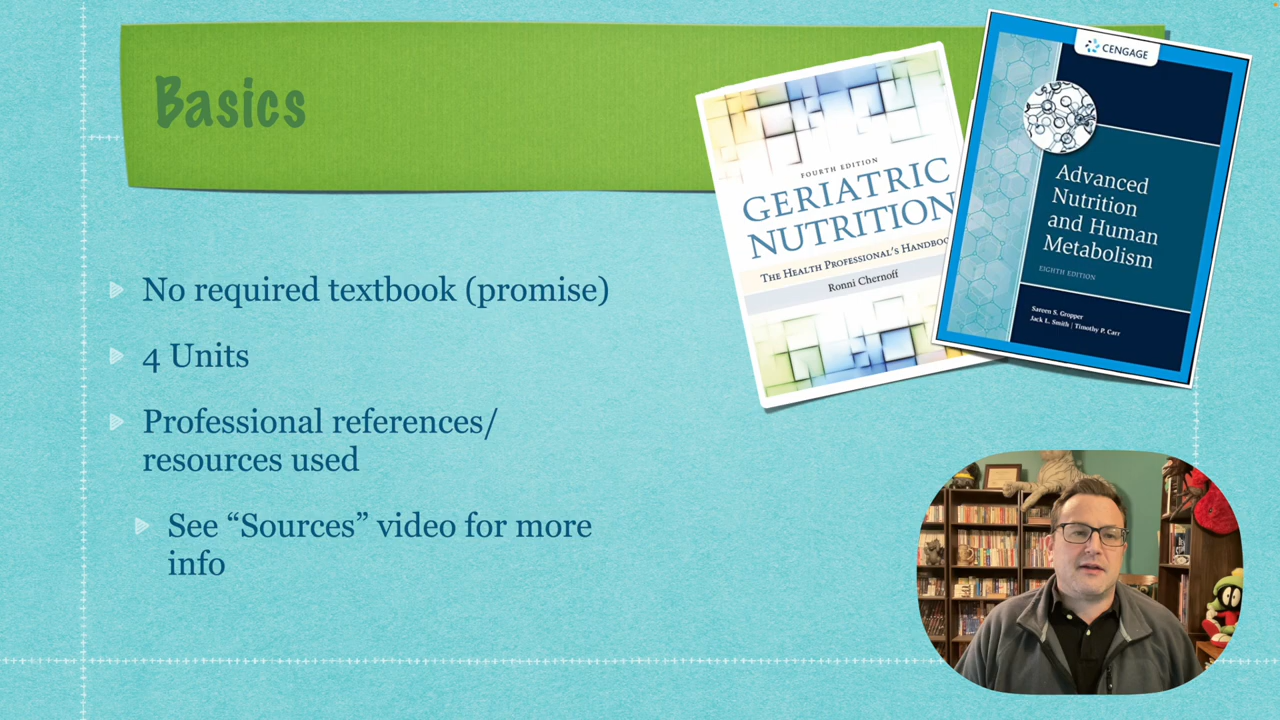 Basics
No required textbook (promise)
4 Units
Professional references/
resources used
See “Sources” video for more
info
FOURTH EDITION
GERIATRIC
NUTRITION
THE HEALTH PROFESSIONAL'S
Ronni Chernoff
CENGAGE
Advanced
Nutrition
and Human
Metabolism
EIGHTH EDITION
Sareen S. Gropper
Jack L. Smith | Timothy P. Carr